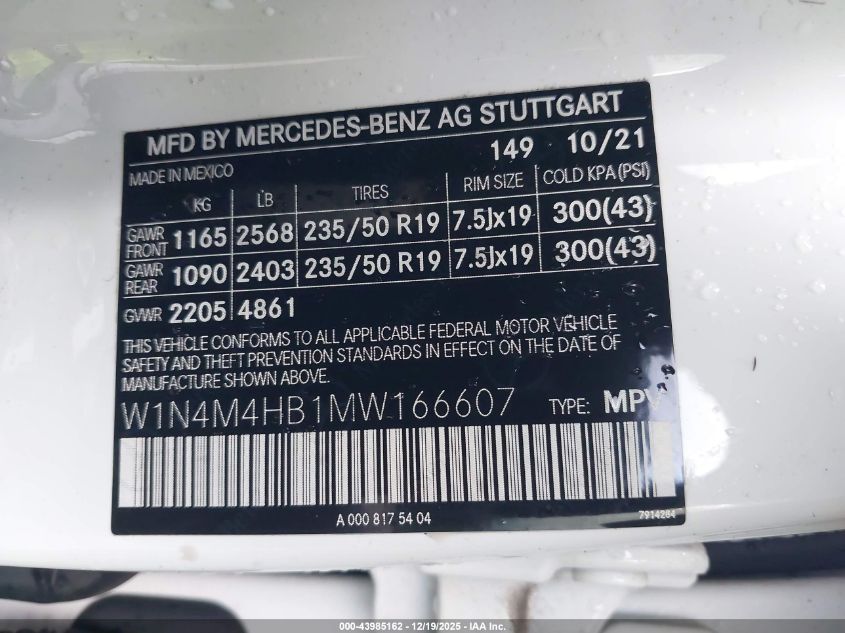 MFD BY MERCEDES-BENZ AG STUTTGART
149 10/21
MADE IN MEXICO
KG LB TIRES RIM SIZE COLD KPA (PSI)
GAWR FRONT 1165 2568 235/50 R19 7.5Jx19 300(43)
GAWR REAR 1090 2403 235/50 R19 7.5Jx19 300(43)
GVWR 2205 4861
THIS VEHICLE CONFORMS TO ALL APPLICABLE FEDERAL MOTOR VEHICLE
SAFETY AND THEFT PREVENTION STANDARDS IN EFFECT ON THE DATE OF
MANUFACTURE SHOWN ABOVE.
W1N4M4HB1MW166607 TYPE: MPV
A 000 817 54 04
7914284
000-43985162 - 12/19/2025 - IAA Inc.